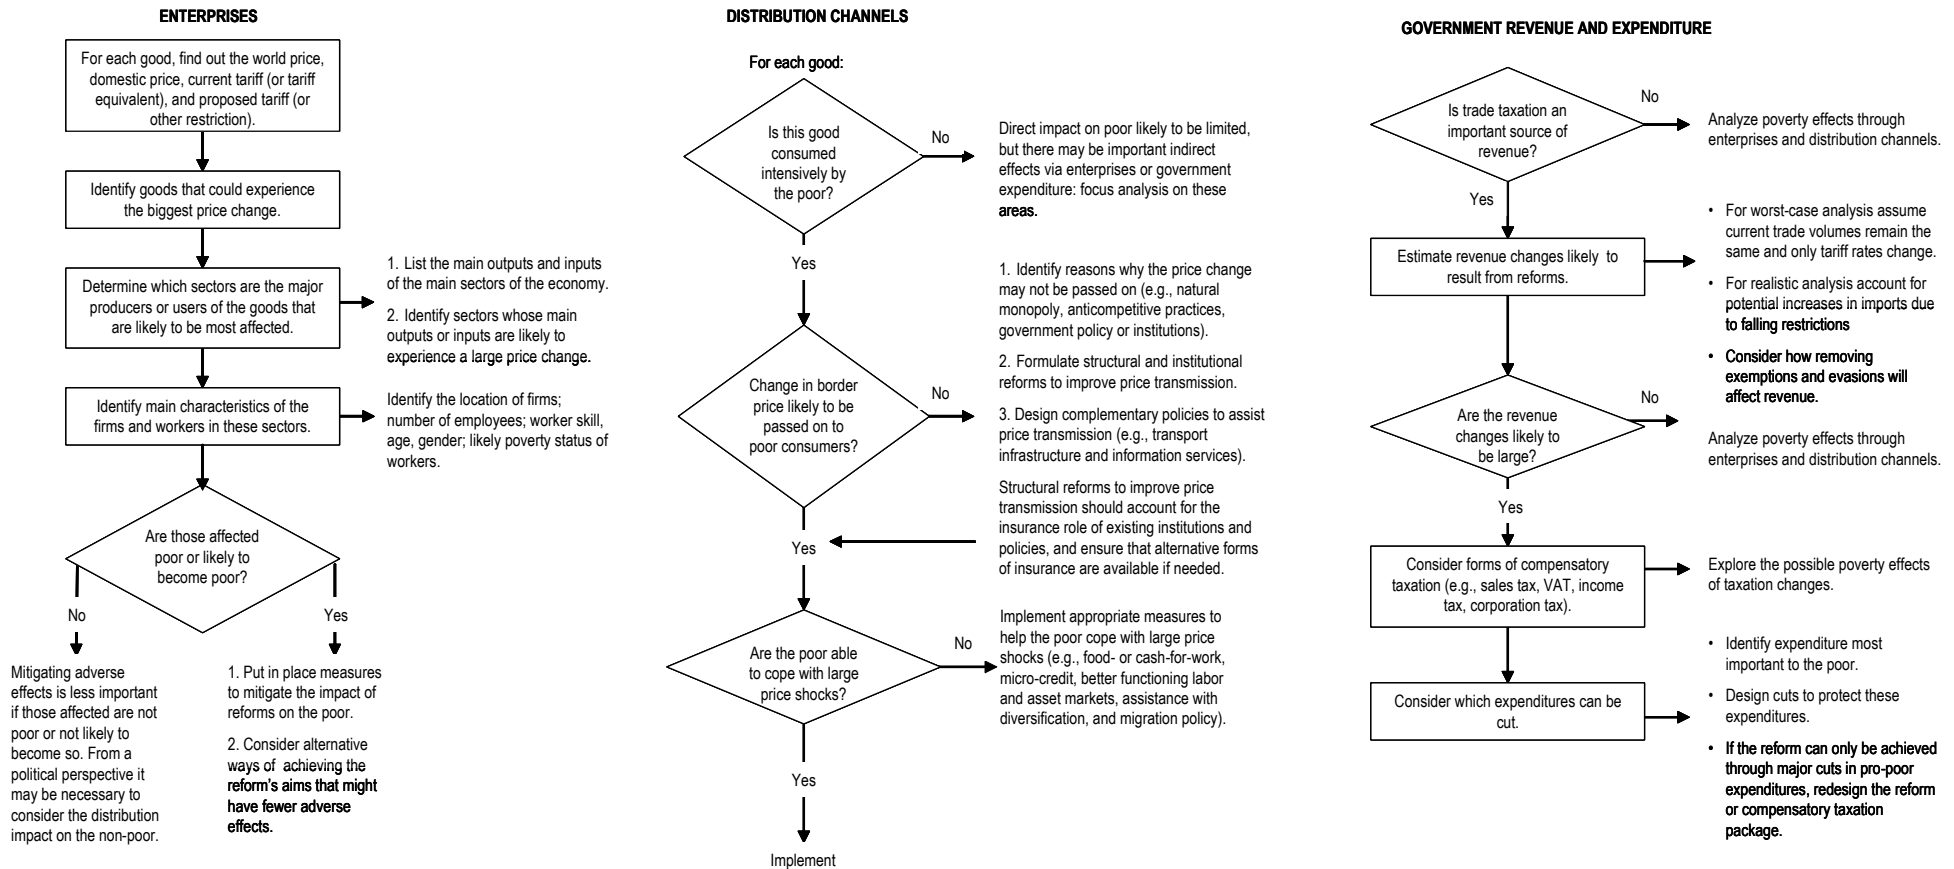 ENTERPRISES
For each good, find out the world price,
domestic price, current tariff (or tariff
equivalent), and proposed tariff (or
other restriction).
Identify goods that could experience
the biggest price change.
Determine which sectors are the major
producers or users of the goods that
are likely to be most affected.
1. List the main outputs and inputs
of the main sectors of the economy.
2. Identify sectors whose main
outputs or inputs are likely to
experience a large price change.
Identify main characteristics of the
firms and workers in these sectors.
Identify the location of firms;
number of employees; worker skill,
age, gender; likely poverty status of
workers.
Are those affected
poor or likely to
become poor?
No
Yes
Mitigating adverse
effects is less important
if those affected are not
poor or not likely to
become so. From a
political perspective it
may be necessary to
consider the distribution
impact on the non-poor.
1. Put in place measures
to mitigate the impact of
reforms on the poor.
2. Consider alternative
ways of achieving the
reform's aims that might
have fewer adverse
effects.
DISTRIBUTION CHANNELS
For each good:
Is this good
consumed
intensively by
the poor?
No
Direct impact on poor likely to be limited,
but there may be important indirect
effects via enterprises or government
expenditure: focus analysis on these
areas.
Yes
Change in border
price likely to be
passed on to
poor consumers?
No
1. Identify reasons why the price change
may not be passed on (e.g., natural
monopoly, anticompetitive practices,
government policy or institutions).
2. Formulate structural and institutional
reforms to improve price transmission.
3. Design complementary policies to assist
price transmission (e.g., transport
infrastructure and information services).
Structural reforms to improve price
transmission should account for the
insurance role of existing institutions and
policies, and ensure that alternative forms
of insurance are available if needed.
Yes
Are the poor able
to cope with large
price shocks?
No
Implement appropriate measures to
help the poor cope with large price
shocks (e.g., food- or cash-for-work,
micro-credit, better functioning labor
and asset markets, assistance with
diversification, and migration policy).
Yes
Implement
GOVERNMENT REVENUE AND EXPENDITURE
Is trade taxation an
important source of
revenue?
No
Analyze poverty effects through
enterprises and distribution channels.
Yes
Estimate revenue changes likely to
result from reforms.
• For worst-case analysis assume
current trade volumes remain the
same and only tariff rates change.
• For realistic analysis account for
potential increases in imports due
to falling restrictions
• Consider how removing
exemptions and evasions will
affect revenue.
Are the revenue
changes likely to
be large?
No
Analyze poverty effects through
enterprises and distribution channels.
Yes
Consider forms of compensatory
taxation (e.g., sales tax, VAT, income
tax, corporation tax).
Explore the possible poverty effects
of taxation changes.
Consider which expenditures can be
cut.
• Identify expenditure most
important to the poor.
• Design cuts to protect these
expenditures.
• If the reform can only be achieved
through major cuts in pro-poor
expenditures, redesign the reform
or compensatory taxation
package.